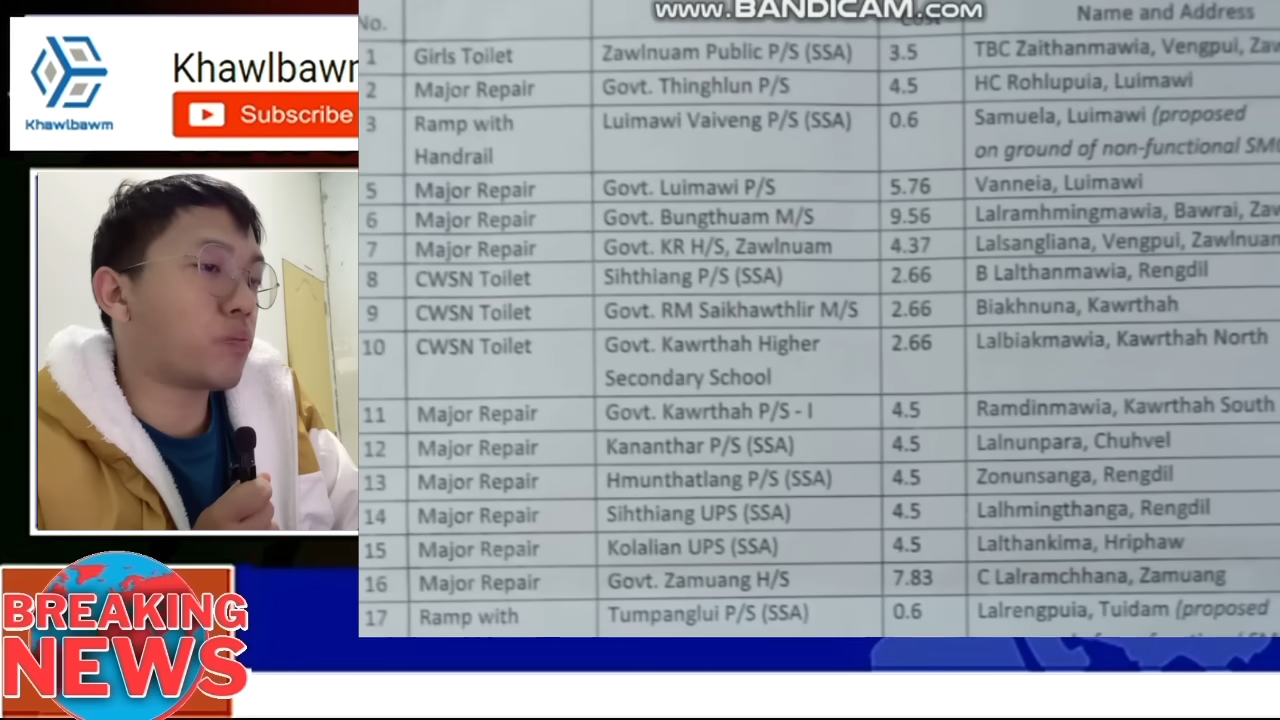 www.BANDICAM.com
Khawlbawm
Khawlbawm
Subscribe
No. Cost Name and Address
1 Girls Toilet Zawlnuam Public P/S (SSA) 3.5 TBC Zaithanmawia, Vengpui,
2 Major Repair Govt. Thinghlun P/S 4.5 HC Rohlupuia, Luimawi
3 Ramp with Luimawi Vaiveng P/S (SSA) 0.6 Samuela, Luimawi (proposed
Handrail on ground of non-functional
5 Major Repair Govt. Luimawi P/S 5.76 Vanneia, Luimawi
6 Major Repair Govt. Bungthuam M/S 9.56 Lalramhmingmawia, Bawrai,
7 Major Repair Govt. KR H/S, Zawlnuam 4.37 Lalsangliana, Vengpui, Zawlnuam
8 CWSN Toilet Sihthiang P/S (SSA) 2.66 B Lalthanmawia, Rengdil
9 CWSN Toilet Govt. RM Saikhawthlir M/S 2.66 Biakhnuna, Kawrthah
10 CWSN Toilet Govt. Kawrthah Higher 2.66 Lalbiakmawia, Kawrthah North
Secondary School
11 Major Repair Govt. Kawrthah P/S - I 4.5 Ramdinmawia, Kawrthah South
12 Major Repair Kananthar P/S (SSA) 4.5 Lalnunpara, Chuhvel
13 Major Repair Hmunthatlang P/S (SSA) 4.5 Zonunsanga, Rengdil
14 Major Repair Sihthiang UPS (SSA) 4.5 Lalhmingthanga, Rengdil
15 Major Repair Kolalian UPS (SSA) 4.5 Lalthankima, Hriphaw
16 Major Repair Govt. Zamuang H/S 7.83 C Lalramchhana, Zamuang
17 Ramp with Tumpanglui P/S (SSA) 0.6 Lalrengpuia, Tuidam (proposed
BREAKING
NEWS